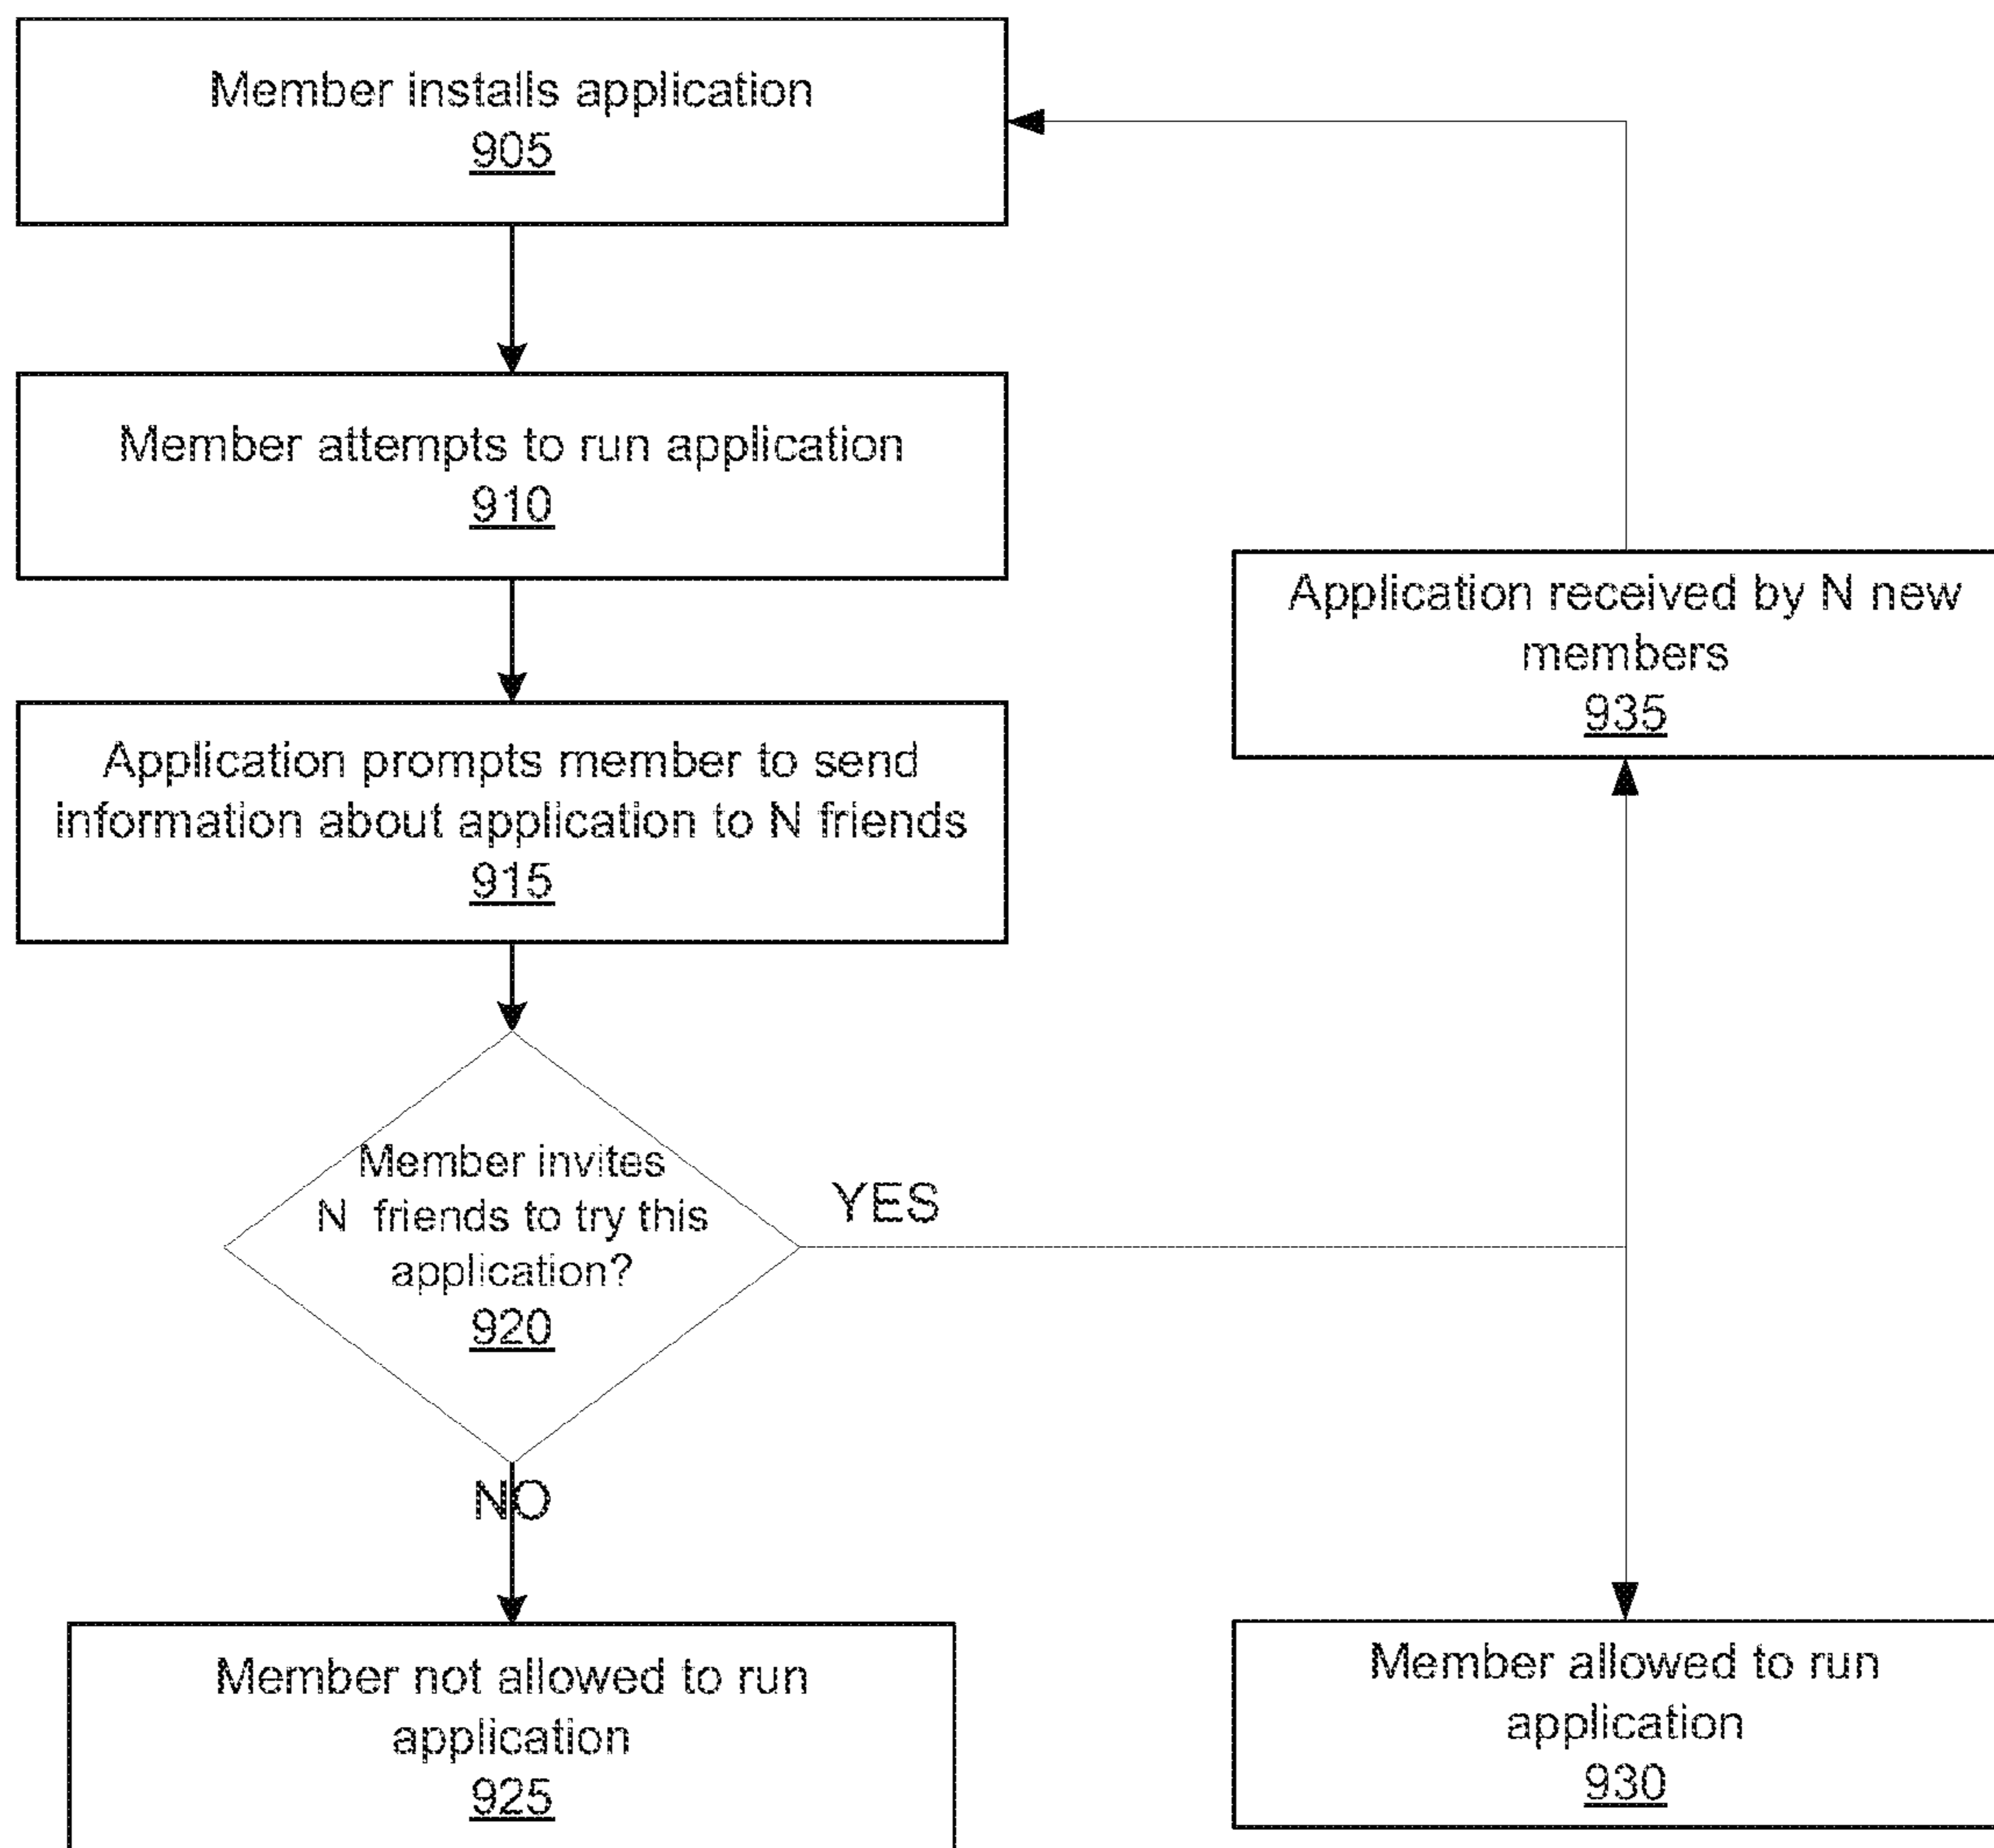 Member installs application
905
Member attempts to run application
910
Application prompts member to send
information about application to N friends
915
Member invites
N friends to try this
application?
920
YES
NO
Member not allowed to run
application
925
Application received by N new
members
935
Member allowed to run
application
930